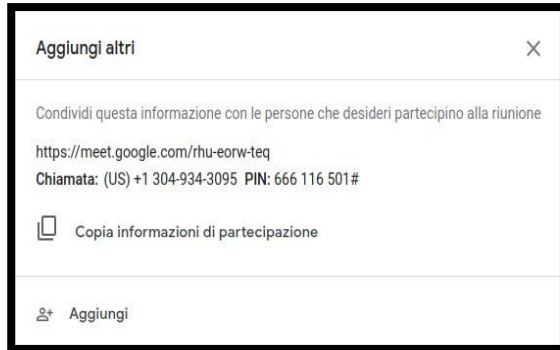 Aggiungi altri
Condividi questa informazione con le persone che desideri partecipino alla riunione
https://meet.google.com/rhu-eorw-teq
Chiamata: (US) +1 304-934-3095 PIN: 666 116 501#
Copia informazioni di partecipazione
Aggiungi